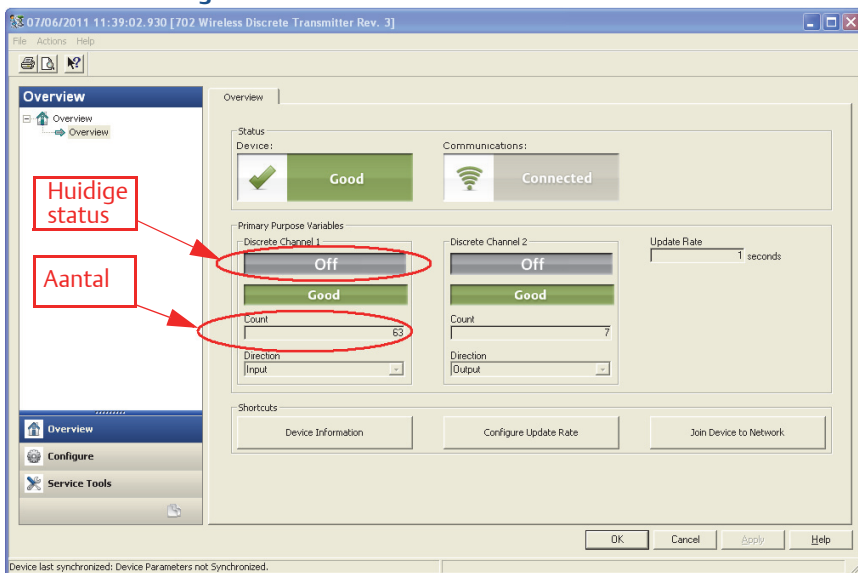 07/06/2011 11:39:02.930 [702 Wireless Discrete Transmitter Rev. 3]
File Actions Help
Overview
Overview
Overview
Overview
Status
Device:
Good
Communications:
Connected
Huidige
status
Aantal
Primary Purpose Variables
Discrete Channel 1
Off
Good
Count
63
Direction
Input
Discrete Channel 2
Off
Good
Count
7
Direction
Output
Update Rate
1 seconds
Shortcuts
Device Information
Configure Update Rate
Join Device to Network
Overview
Configure
Service Tools
OK
Cancel
Apply
Help
Device last synchronized: Device Parameters not Synchronized.